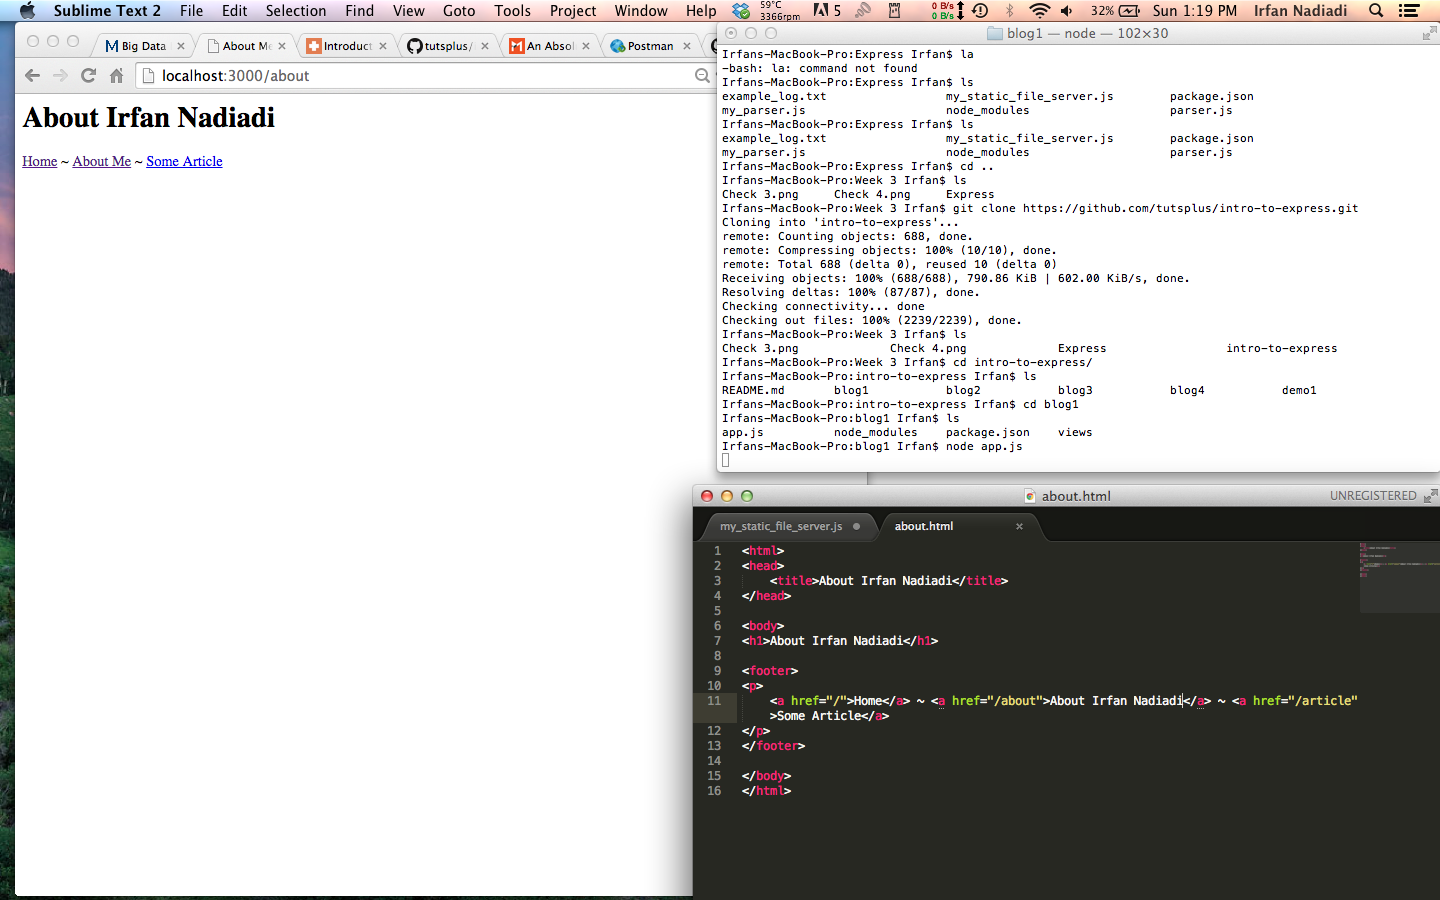 Sublime Text 2 File Edit Selection Find View Goto Tools Project Window Help 59°C 3366rpm 5 0 B/s 0 B/s 32% Sun 1:19 PM Irfan Nadiadi
Big Data × About Me × Introduct × tutsplus/ × An Absol × Postman ×
localhost:3000/about
About Irfan Nadiadi
Home ~ About Me ~ Some Article
blog1 — node — 102×30
Irfans-MacBook-Pro:Express Irfan$ la
-bash: la: command not found
Irfans-MacBook-Pro:Express Irfan$ ls
example_log.txt my_static_file_server.js package.json
my_parser.js node_modules parser.js
Irfans-MacBook-Pro:Express Irfan$ ls
example_log.txt my_static_file_server.js package.json
my_parser.js node_modules parser.js
Irfans-MacBook-Pro:Express Irfan$ cd ..
Irfans-MacBook-Pro:Week 3 Irfan$ ls
Check 3.png Check 4.png Express
Irfans-MacBook-Pro:Week 3 Irfan$ git clone https://github.com/tutsplus/intro-to-express.git
Cloning into 'intro-to-express'...
remote: Counting objects: 688, done.
remote: Compressing objects: 100% (10/10), done.
remote: Total 688 (delta 0), reused 10 (delta 0)
Receiving objects: 100% (688/688), 790.86 KiB | 602.00 KiB/s, done.
Resolving deltas: 100% (87/87), done.
Checking connectivity... done
Checking out files: 100% (2239/2239), done.
Irfans-MacBook-Pro:Week 3 Irfan$ ls
Check 3.png Check 4.png Express intro-to-express
Irfans-MacBook-Pro:Week 3 Irfan$ cd intro-to-express/
Irfans-MacBook-Pro:intro-to-express Irfan$ ls
README.md blog1 blog2 blog3 blog4 demo1
Irfans-MacBook-Pro:intro-to-express Irfan$ cd blog1
Irfans-MacBook-Pro:blog1 Irfan$ ls
app.js node_modules package.json views
Irfans-MacBook-Pro:blog1 Irfan$ node app.js
about.html UNREGISTERED
my_static_file_server.js about.html ×
1 <html>
2 <head>
3 <title>About Irfan Nadiadi</title>
4 </head>
5
6 <body>
7 <h1>About Irfan Nadiadi</h1>
8
9 <footer>
10 <p>
11 <a href="/">Home</a> ~ <a href="/about">About Irfan Nadiadi</a> ~ <a href="/article"
>Some Article</a>
12 </p>
13 </footer>
14
15 </body>
16 </html>